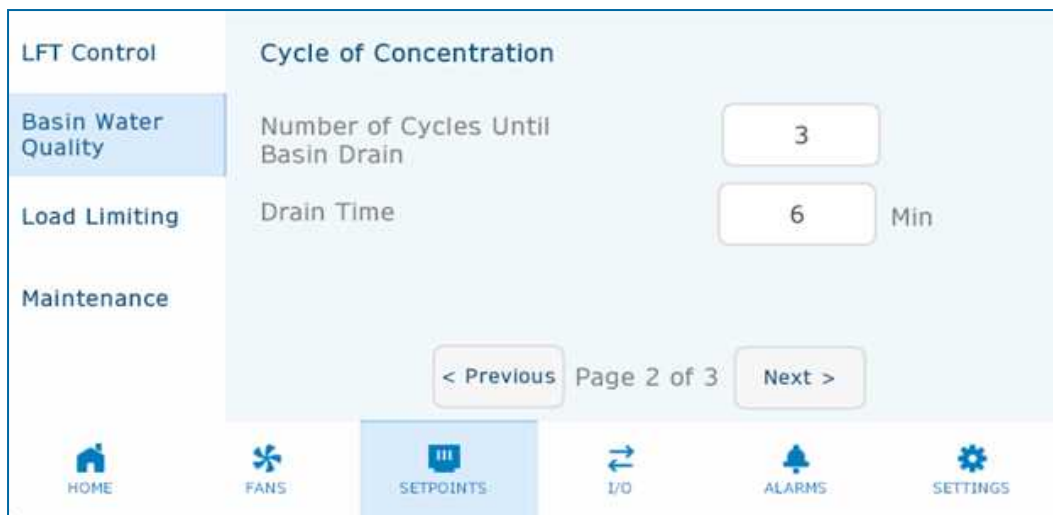 LFT Control
Basin Water
Quality
Load Limiting
Maintenance
Cycle of Concentration
Number of Cycles Until
Basin Drain
3
Drain Time
6
Min
< Previous
Page 2 of 3
Next >
HOME
FANS
SETPOINTS
I/O
ALARMS
SETTINGS